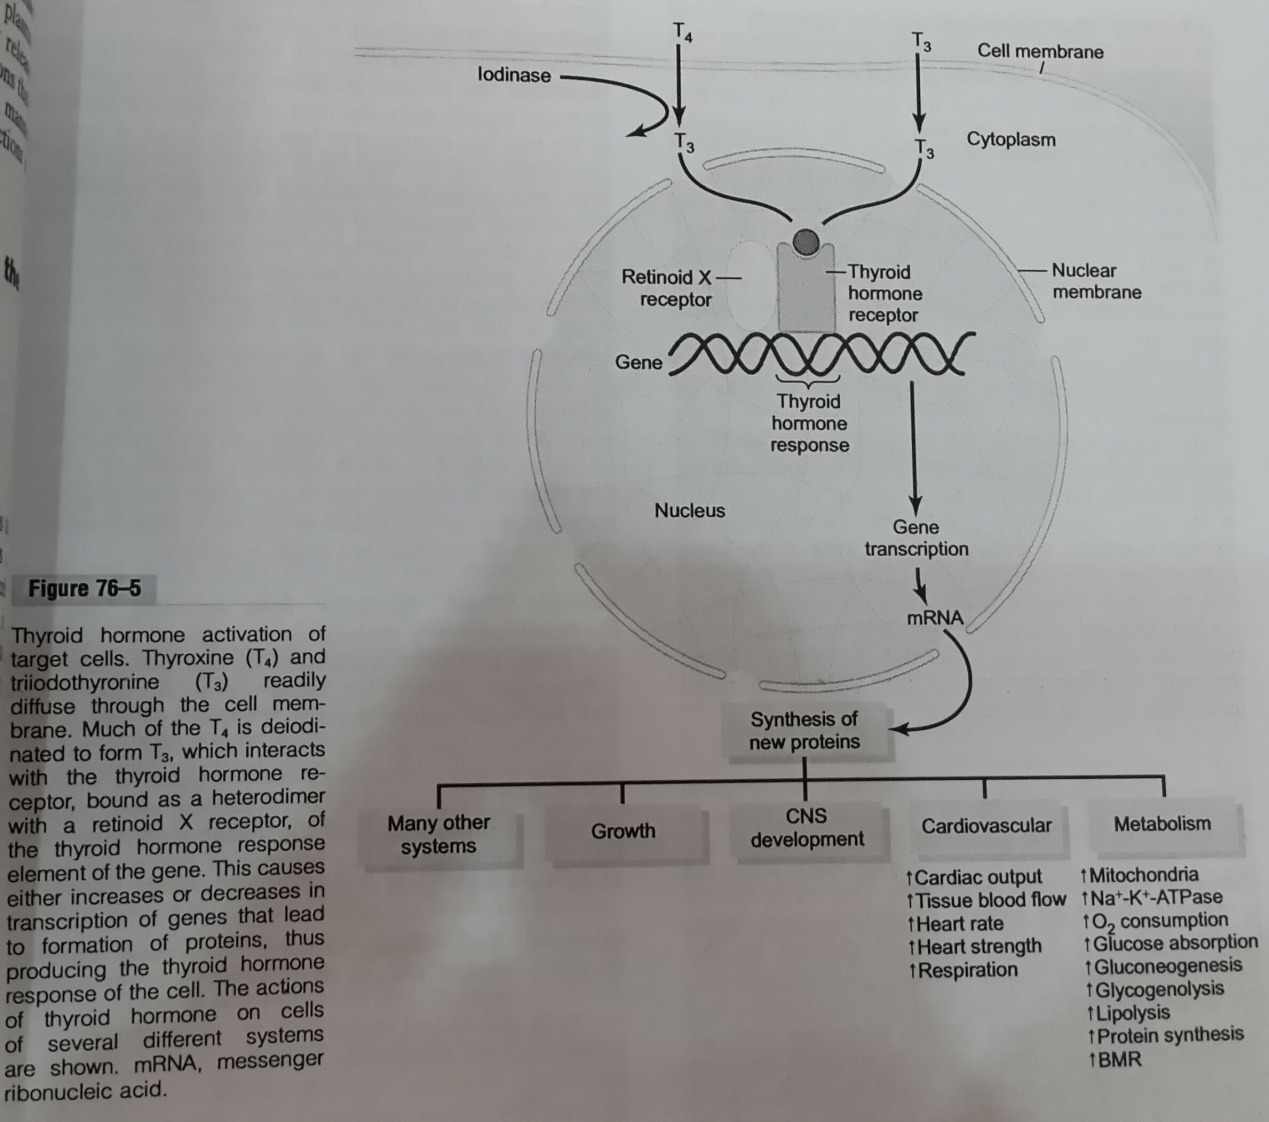 T₄
T₃
Cell membrane
Iodinase
T₃
T₃
Cytoplasm
Retinoid X
receptor
Thyroid
hormone
receptor
Nuclear
membrane
Gene
Thyroid
hormone
response
Nucleus
Gene
transcription
mRNA
Synthesis of
new proteins
Many other
systems
Growth
CNS
development
Cardiovascular
Metabolism
↑Cardiac output
↑Tissue blood flow
↑Heart rate
↑Heart strength
↑Respiration
↑Mitochondria
↑Na⁺-K⁺-ATPase
↑O₂ consumption
↑Glucose absorption
↑Gluconeogenesis
↑Glycogenolysis
↑Lipolysis
↑Protein synthesis
↑BMR
Figure 76–5
Thyroid hormone activation of
target cells. Thyroxine (T₄) and
triiodothyronine (T₃) readily
diffuse through the cell mem-
brane. Much of the T₄ is deiodi-
nated to form T₃, which interacts
with the thyroid hormone re-
ceptor, bound as a heterodimer
with a retinoid X receptor, of
the thyroid hormone response
element of the gene. This causes
either increases or decreases in
transcription of genes that lead
to formation of proteins, thus
producing the thyroid hormone
response of the cell. The actions
of thyroid hormone on cells
of several different systems
are shown. mRNA, messenger
ribonucleic acid.
the